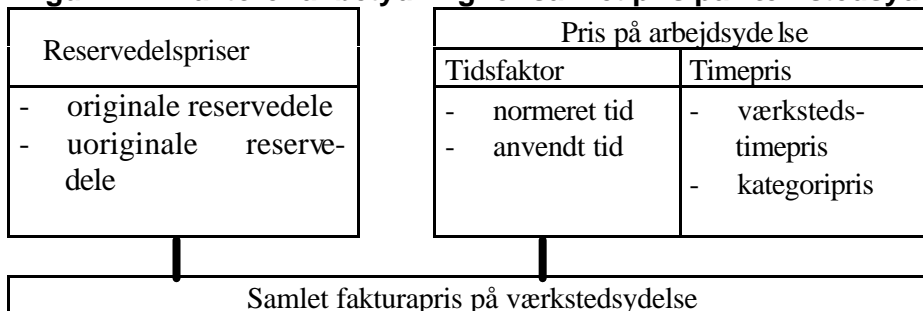 Reservedelspriser
- originale reservedele
- uoriginale reserve-
dele
Pris på arbejdsydelse
Tidsfaktor
- normeret tid
- anvendt tid
Timepris
- værksteds-
timepris
- kategoripris
Samlet fakturapris på værkstedsydelse